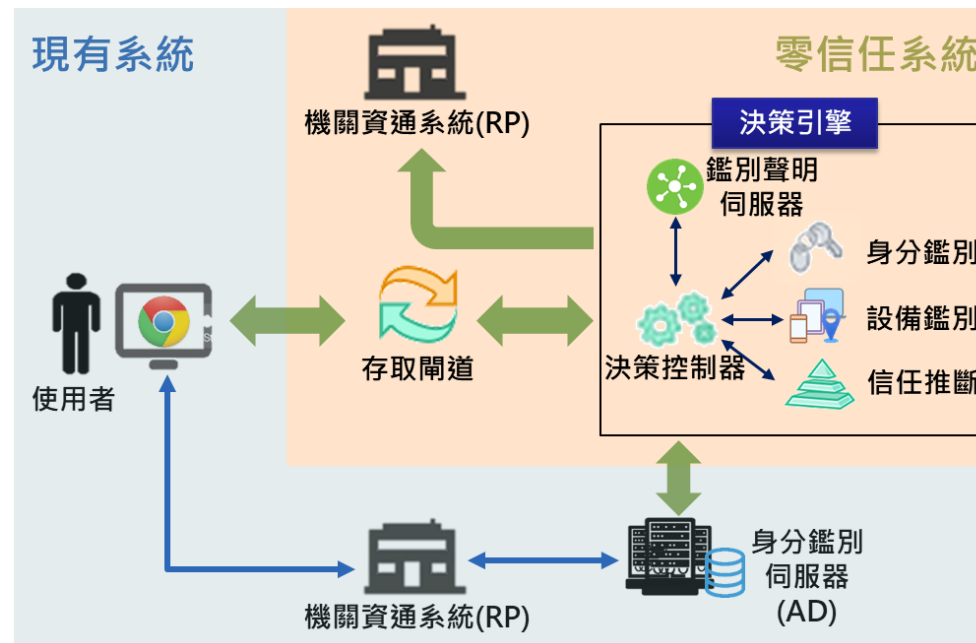 現有系統
零信任系統
機關資通系統(RP)
決策引擎
鑑別聲明
伺服器
身分鑑別
設備鑑別
決策控制器
信任推斷
存取閘道
使用者
身分鑑別
伺服器
(AD)
機關資通系統(RP)